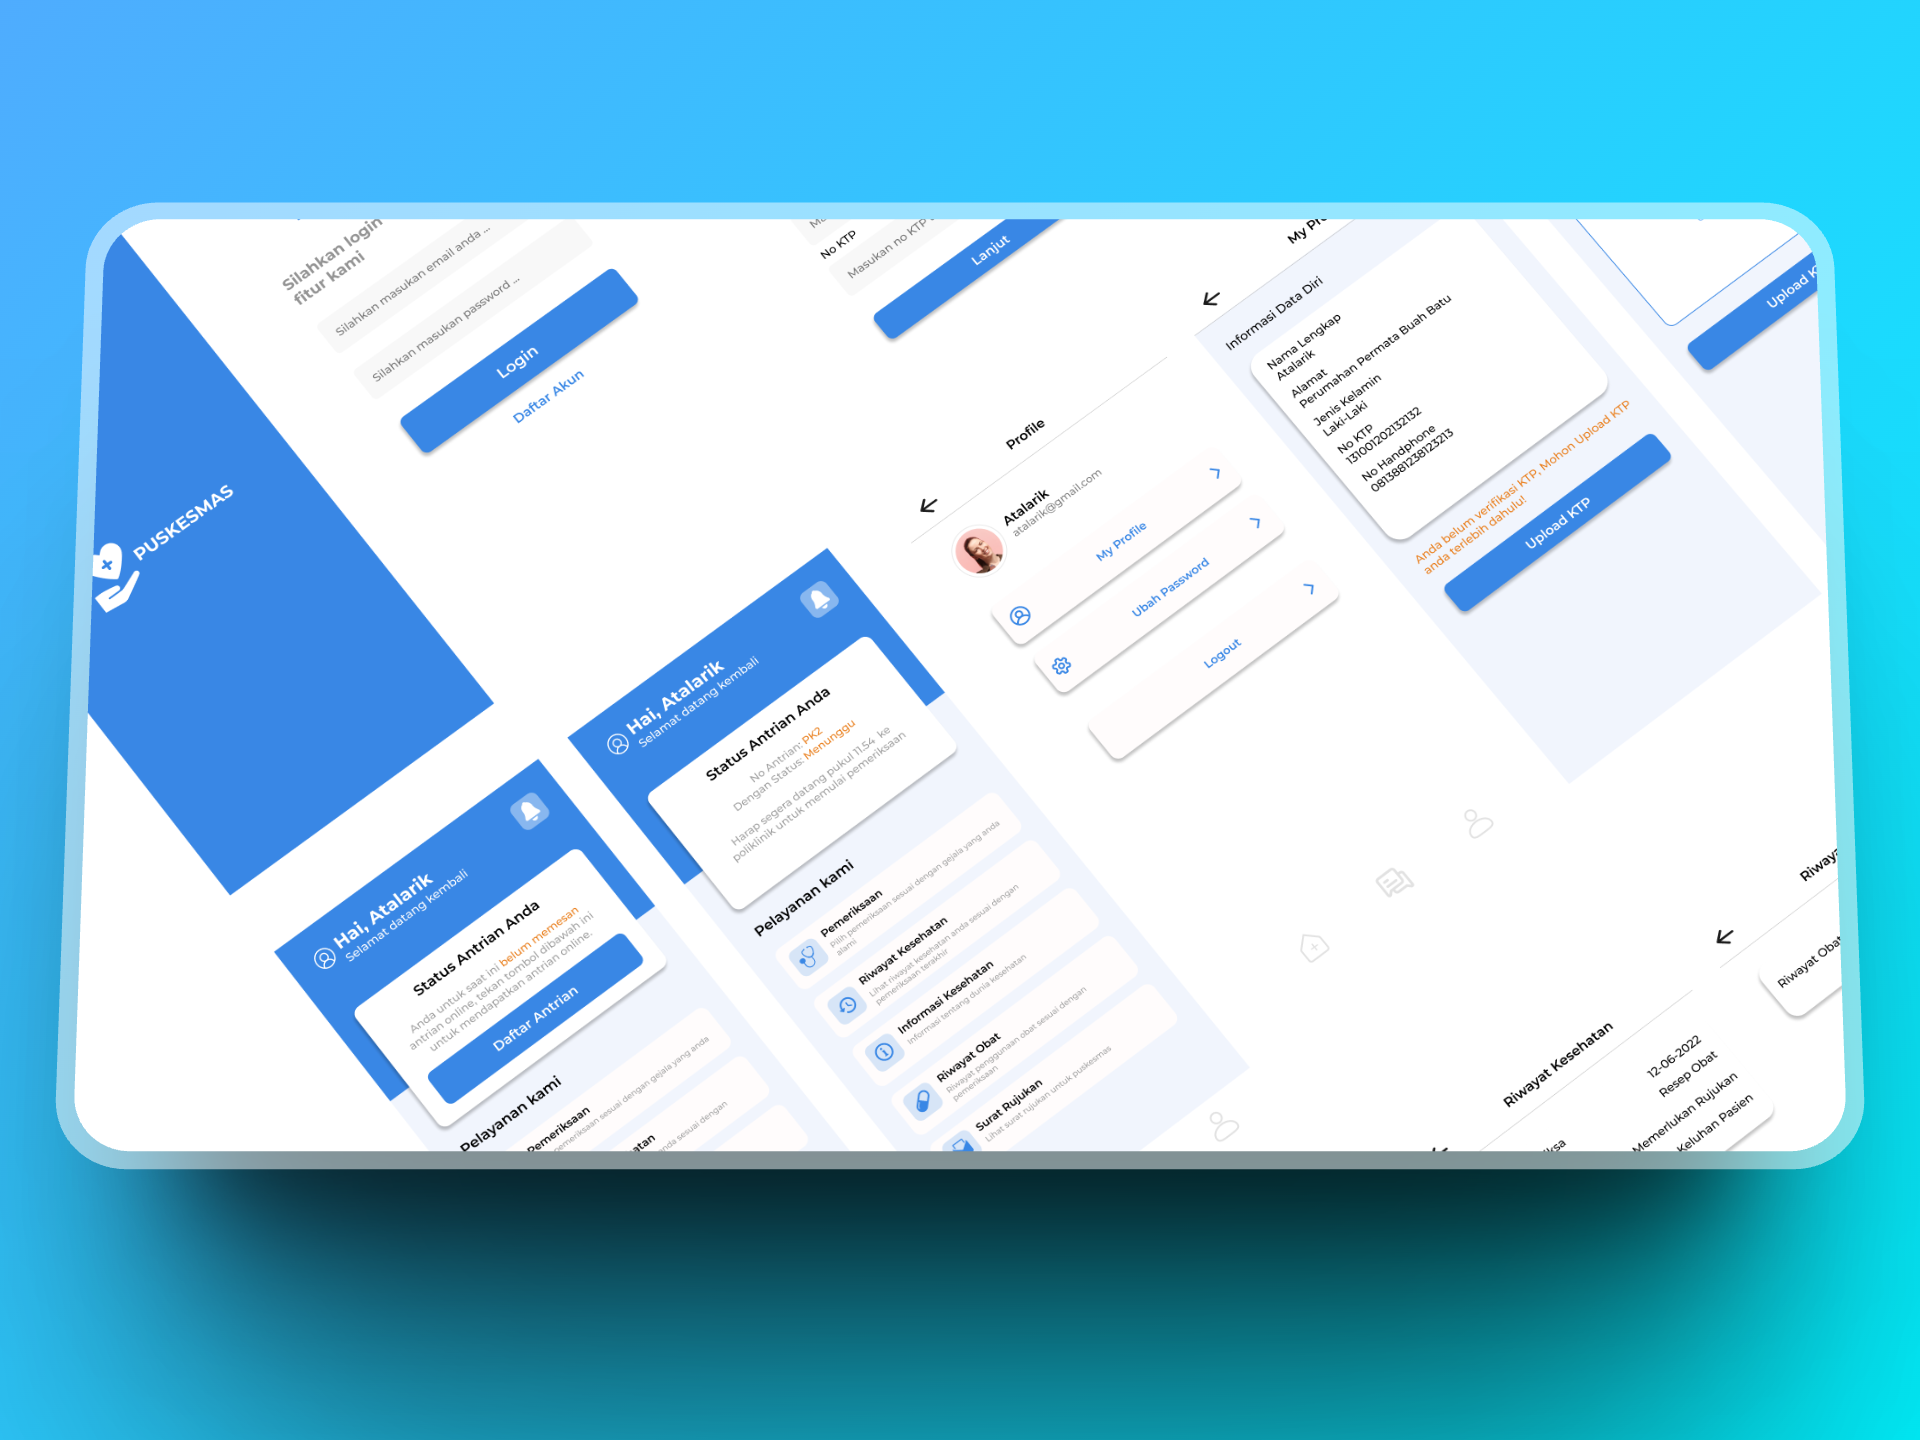 PUSKESMAS
Silahkan login
fitur kami
Silahkan masukan email anda ...
Silahkan masukan password ...
Login
Daftar Akun
No KTP
Masukan no KTP
Lanjut
Profile
Atalarik
atalarik@gmail.com
My Profile
Ubah Password
Logout
My
Informasi Data Diri
Nama Lengkap
Atalarik
Alamat
Perumahan Permata Buah Batu
Jenis Kelamin
Laki-Laki
No KTP
131001202132132
No Handphone
0813881238123213
Anda belum verifikasi KTP, Mohon Upload KTP
anda terlebih dahulu!
Upload KTP
Upload
Hai, Atalarik
Selamat datang kembali
Status Antrian Anda
Anda untuk saat ini belum memesan
antrian online, tekan tombol dibawah ini
untuk mendapatkan antrian online.
Daftar Antrian
Pelayanan kami
Pemeriksaan
pemeriksaan sesuai dengan gejala yang anda
anda sesuai dengan
Hai, Atalarik
Selamat datang kembali
Status Antrian Anda
No Antrian: PK2
Dengan Status: Menunggu
Harap segera datang pukul 11.54 ke
poliklinik untuk memulai pemeriksaan
Pelayanan kami
Pemeriksaan
Pilih pemeriksaan sesuai dengan gejala yang anda
alami
Riwayat Kesehatan
Lihat riwayat kesehatan anda sesuai dengan
pemeriksaan terakhir
Informasi Kesehatan
Informasi tentang dunia kesehatan
Riwayat Obat
Riwayat penggunaan obat sesuai dengan
pemeriksaan
Surat Rujukan
Lihat surat rujukan untuk puskesmas
Riwayat Kesehatan
12-06-2022
Resep Obat
Memerlukan Rujukan
Keluhan Pasien
Riwayat Obat